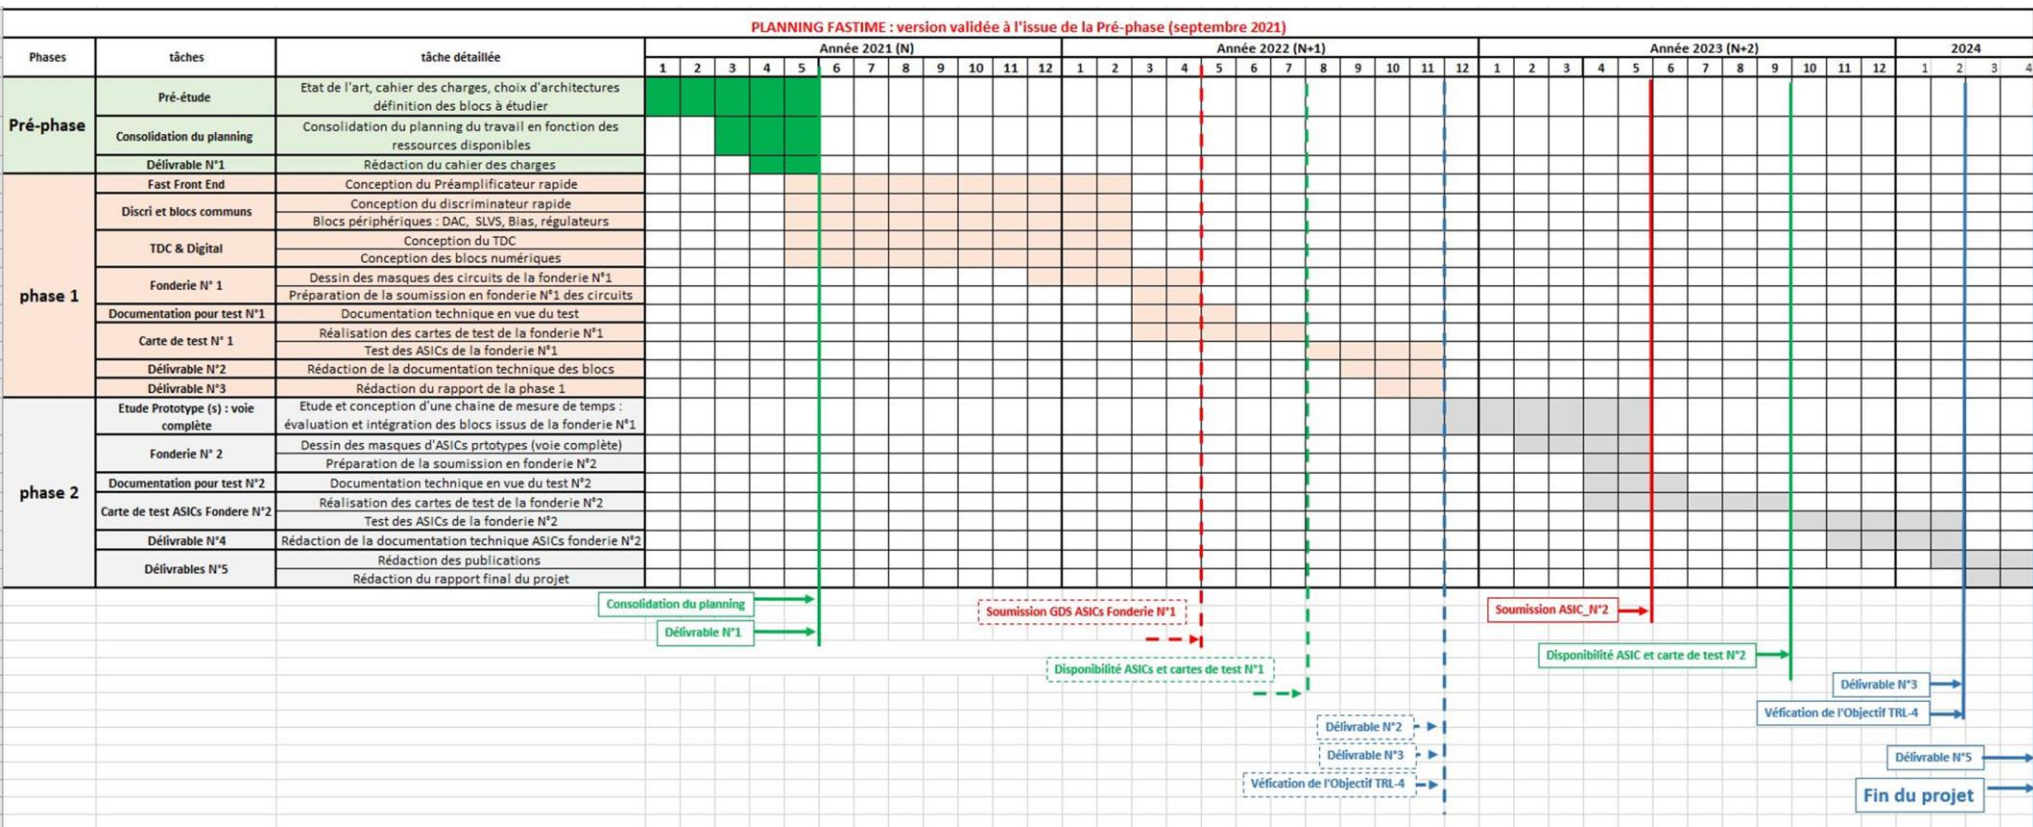 PLANNING FASTIME : version validée à l'issue de la Pré-phase (septembre 2021)
Phases tâches tâche détaillée Année 2021 (N) Année 2022 (N+1) Année 2023 (N+2) 2024
1 2 3 4 5 6 7 8 9 10 11 12 1 2 3 4 5 6 7 8 9 10 11 12 1 2 3 4 5 6 7 8 9 10 11 12 1 2 3 4
Pré-phase
Pré-étude
Etat de l'art, cahier des charges, choix d'architectures
définition des blocs à étudier
Consolidation du planning
Consolidation du planning du travail en fonction des
ressources disponibles
Délivrable N°1
Rédaction du cahier des charges
phase 1
Fast Front End
Conception du Préamplificateur rapide
Discri et blocs communs
Conception du discriminateur rapide
Blocs périphériques : DAC, SLVS, Bias, régulateurs
TDC & Digital
Conception du TDC
Conception des blocs numériques
Fonderie N° 1
Dessin des masques des circuits de la fonderie N°1
Préparation de la soumission en fonderie N°1 des circuits
Documentation pour test N°1
Documentation technique en vue du test
Carte de test N° 1
Réalisation des cartes de test de la fonderie N°1
Test des ASICs de la fonderie N°1
Délivrable N°2
Rédaction de la documentation technique des blocs
Délivrable N°3
Rédaction du rapport de la phase 1
phase 2
Etude Prototype (s) : voie
complète
Etude et conception d'une chaine de mesure de temps :
évaluation et intégration des blocs issus de la fonderie N°1
Fonderie N° 2
Dessin des masques d'ASICs prtotypes (voie complète)
Préparation de la soumission en fonderie N°2
Documentation pour test N°2
Documentation technique en vue du test N°2
Carte de test ASICs Fondere N°2
Réalisation des cartes de test de la fonderie N°2
Test des ASICs de la fonderie N°2
Délivrable N°4
Rédaction de la documentation technique ASICs fonderie N°2
Délivrables N°5
Rédaction des publications
Rédaction du rapport final du projet
Consolidation du planning
Délivrable N°1
Soumission GDS ASICs Fonderie N°1
Disponibilité ASICs et cartes de test N°1
Délivrable N°2
Délivrable N°3
Véfication de l'Objectif TRL-4
Soumission ASIC_N°2
Disponibilité ASIC et carte de test N°2
Délivrable N°3
Véfication de l'Objectif TRL-4
Délivrable N°5
Fin du projet